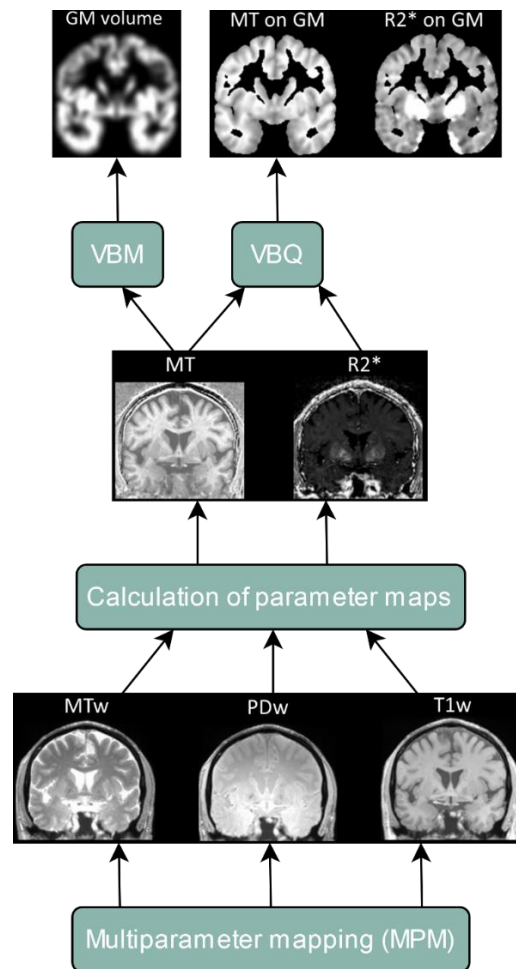 GM volume
MT on GM
R2* on GM
VBM
VBQ
MT
R2*
Calculation of parameter maps
MTw
PDw
T1w
Multiparameter mapping (MPM)